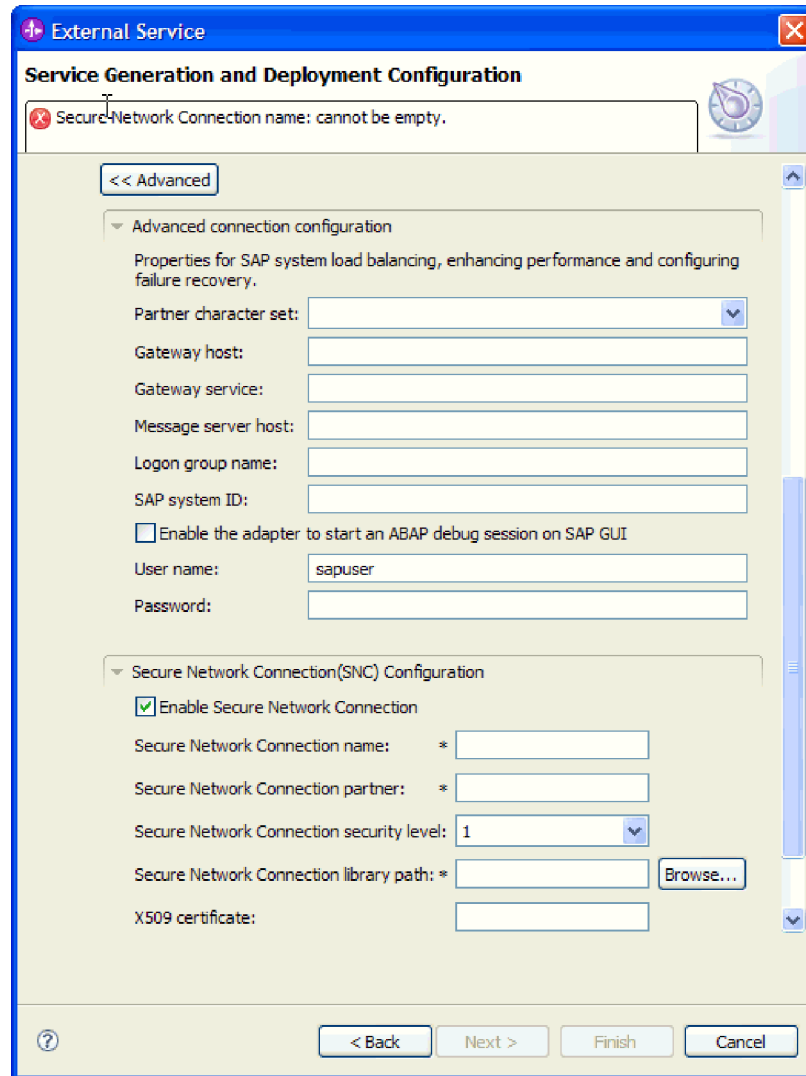 External Service
Service Generation and Deployment Configuration
Secure Network Connection name: cannot be empty.
<< Advanced
Advanced connection configuration
Properties for SAP system load balancing, enhancing performance and configuring
failure recovery.
Partner character set:
Gateway host:
Gateway service:
Message server host:
Logon group name:
SAP system ID:
Enable the adapter to start an ABAP debug session on SAP GUI
User name: sapuser
Password:
Secure Network Connection(SNC) Configuration
Enable Secure Network Connection
Secure Network Connection name: *
Secure Network Connection partner: *
Secure Network Connection security level: 1
Secure Network Connection library path: * Browse...
X509 certificate:
? < Back Next > Finish Cancel